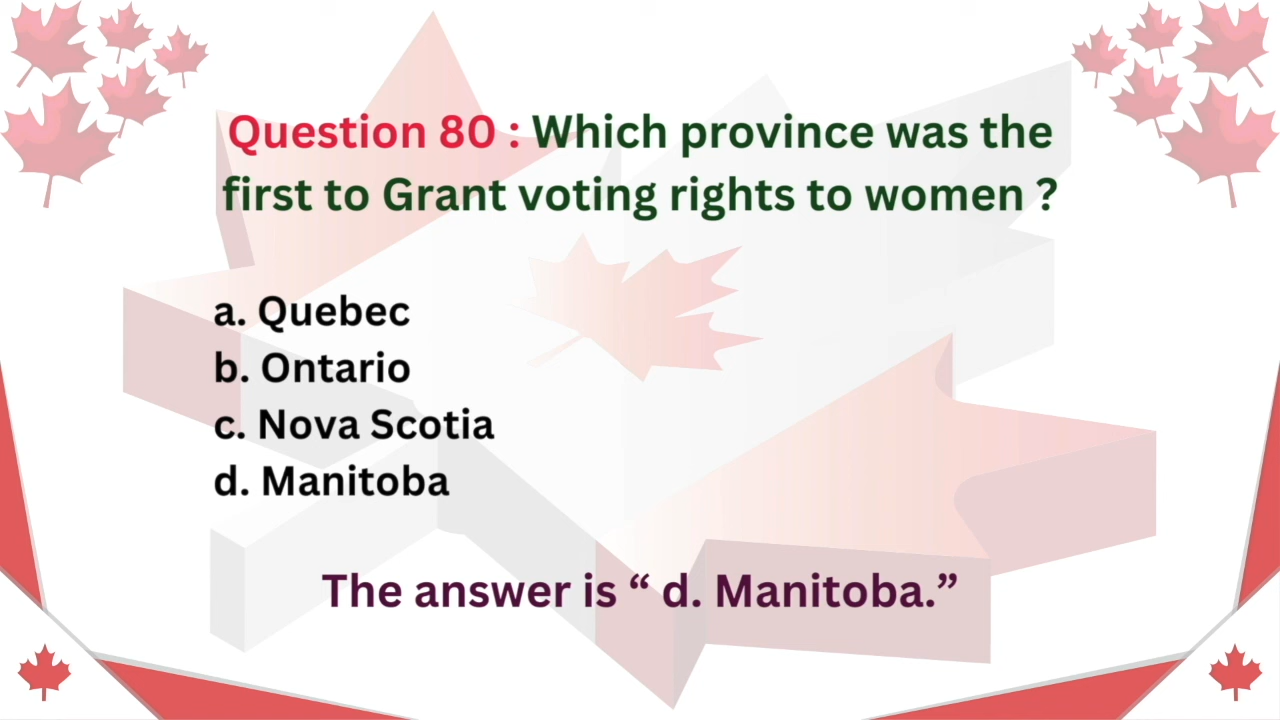 Question 80 : Which province was the
first to Grant voting rights to women ?
a. Quebec
b. Ontario
c. Nova Scotia
d. Manitoba
The answer is “ d. Manitoba.”